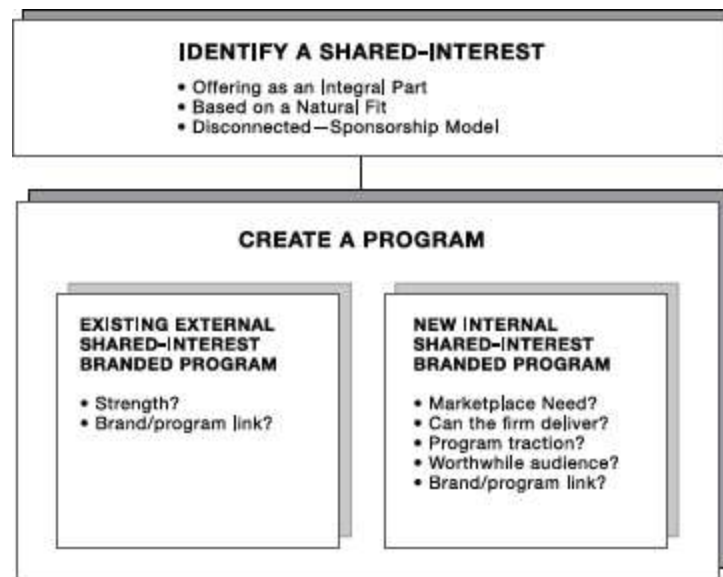 IDENTIFY A SHARED-INTEREST
• Offering as an Integral Part
• Based on a Natural Fit
• Disconnected—Sponsorship Model
CREATE A PROGRAM
EXISTING EXTERNAL
SHARED-INTEREST
BRANDED PROGRAM
• Strength?
• Brand/program link?
NEW INTERNAL
SHARED-INTEREST
BRANDED PROGRAM
• Marketplace Need?
• Can the firm deliver?
• Program traction?
• Worthwhile audience?
• Brand/program link?